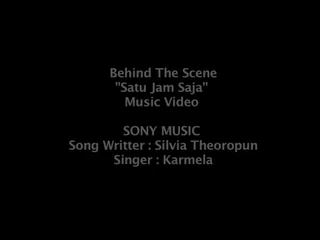 Behind The Scene
"Satu Jam Saja"
Music Video
SONY MUSIC
Song Writter : Silvia Theoropun
Singer : Karmela